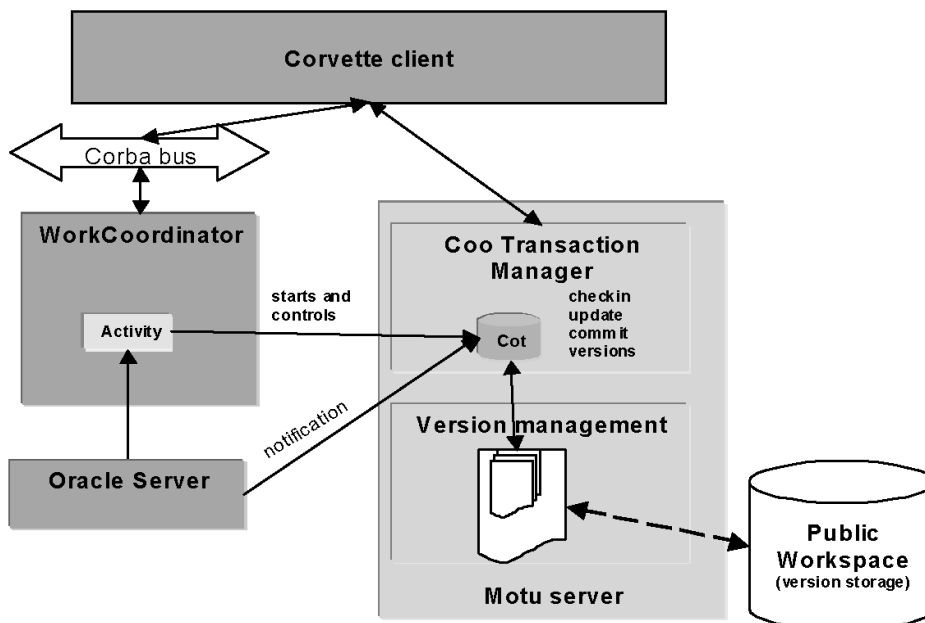 Corvette client
Corba bus
WorkCoordinator
Activity
starts and
controls
Coo Transaction
Manager
checkin
update
commit
versions
Cot
notification
Version management
Oracle Server
Motu server
Public
Workspace
(version storage)